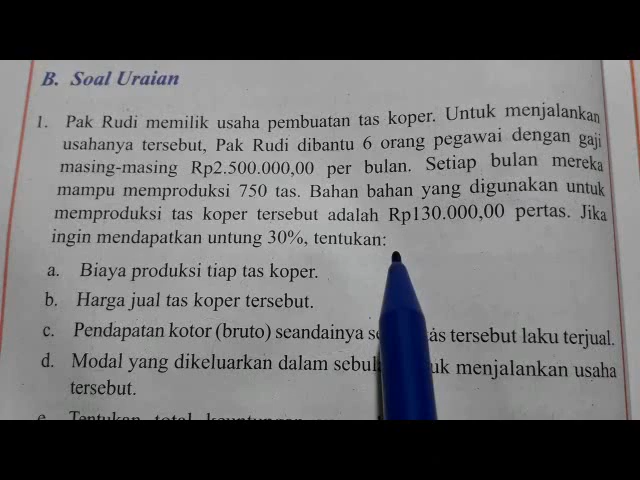 B. Soal Uraian
1. Pak Rudi memilik usaha pembuatan tas koper. Untuk menjalankan
usahanya tersebut, Pak Rudi dibantu 6 orang pegawai dengan gaji
masing-masing Rp2.500.000,00 per bulan. Setiap bulan mereka
mampu memproduksi 750 tas. Bahan bahan yang digunakan untuk
memproduksi tas koper tersebut adalah Rp130.000,00 pertas. Jika
ingin mendapatkan untung 30%, tentukan:
a. Biaya produksi tiap tas koper.
b. Harga jual tas koper tersebut.
c. Pendapatan kotor (bruto) seandainya tas tersebut laku terjual.
d. Modal yang dikeluarkan dalam menjalankan usaha
tersebut.
e. Tentukan total